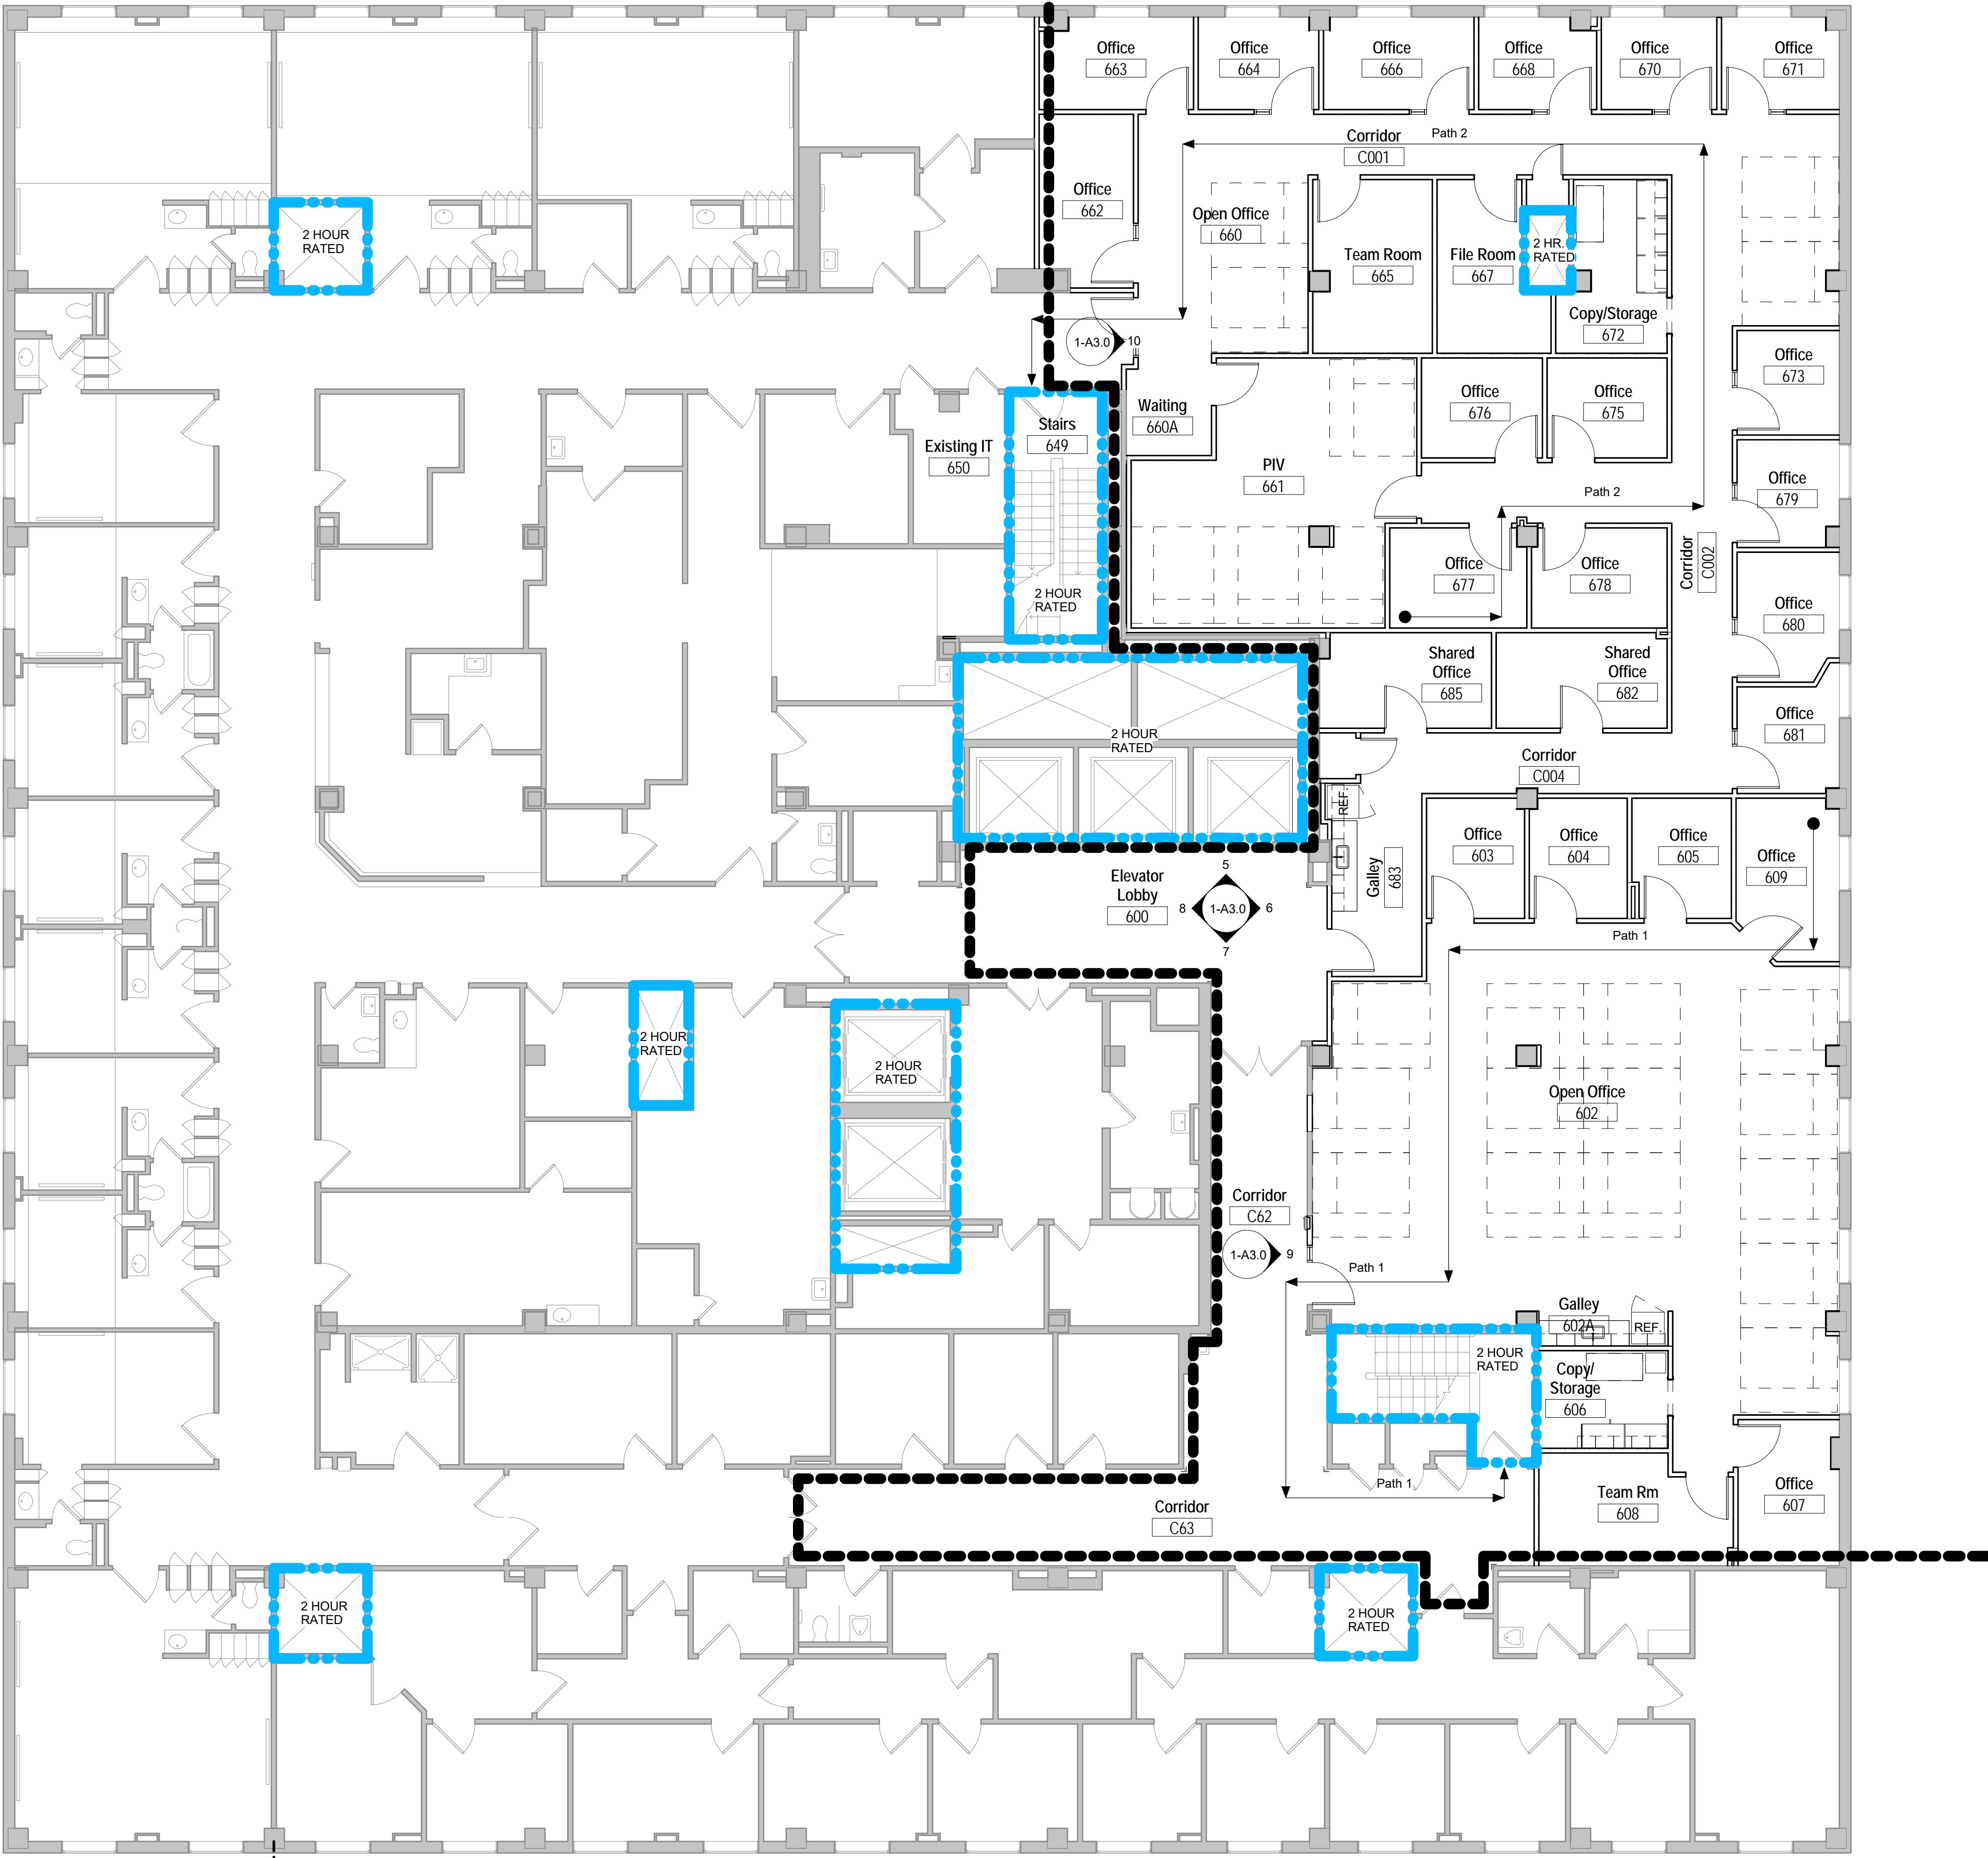 Office
663
Office
664
Office
666
Office
668
Office
670
Office
671
Corridor
C001
Path 2
Office
662
Open Office
660
2 HOUR
RATED
Team Room
665
File Room
667
2 HR.
RATED
Copy/Storage
672
1-A3.0
10
Office
673
Waiting
660A
Office
676
Office
675
Stairs
649
Existing IT
650
PIV
661
Path 2
Office
679
Corridor
C002
Office
677
Office
678
2 HOUR
RATED
Office
680
Shared
Office
685
Shared
Office
682
Office
681
2 HOUR
RATED
Corridor
C004
REF.
Galley
683
Office
603
Office
604
Office
605
Office
609
Elevator
Lobby
600
5
8
1-A3.0
6
7
Path 1
2 HOUR
RATED
2 HOUR
RATED
Open Office
602
Corridor
C62
1-A3.0
9
Path 1
Galley
602A
REF.
2 HOUR
RATED
Copy/
Storage
606
Path 1
Team Rm
608
Office
607
Corridor
C63
2 HOUR
RATED
2 HOUR
RATED